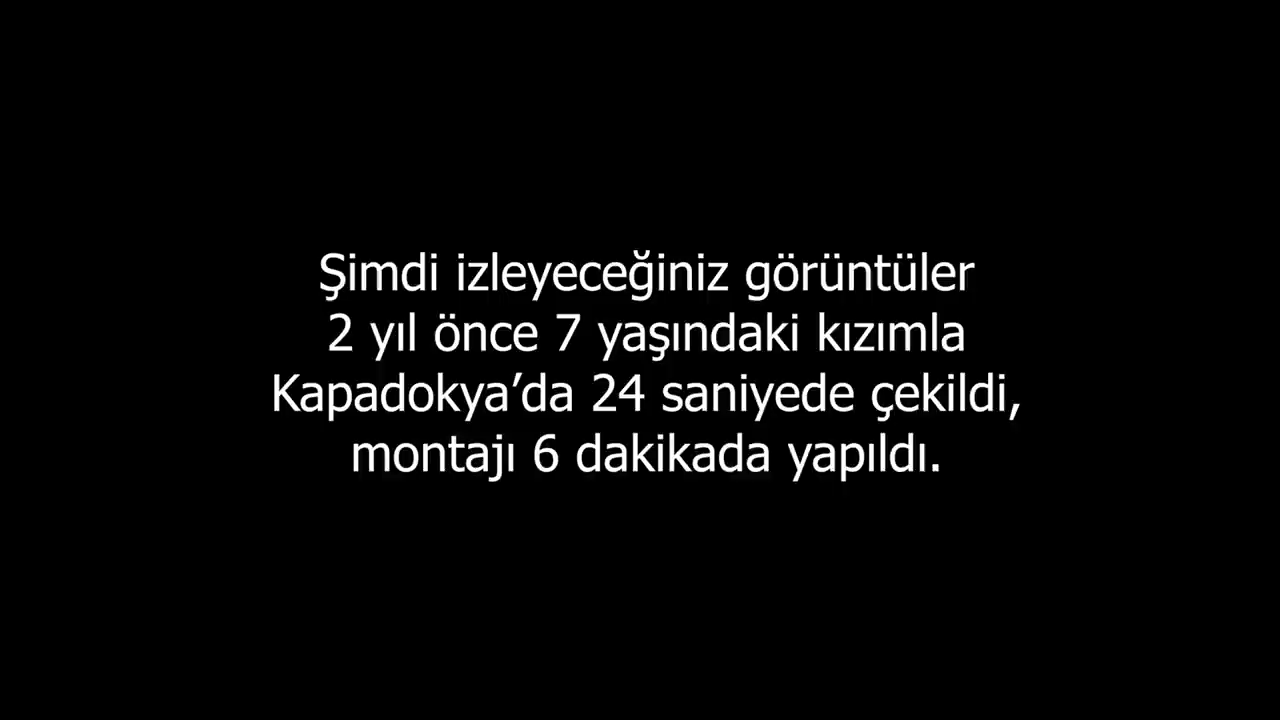 Şimdi izleyeceğiniz görüntüler
2 yıl önce 7 yaşındaki kızımla
Kapadokya’da 24 saniyede çekildi,
montajı 6 dakikada yapıldı.